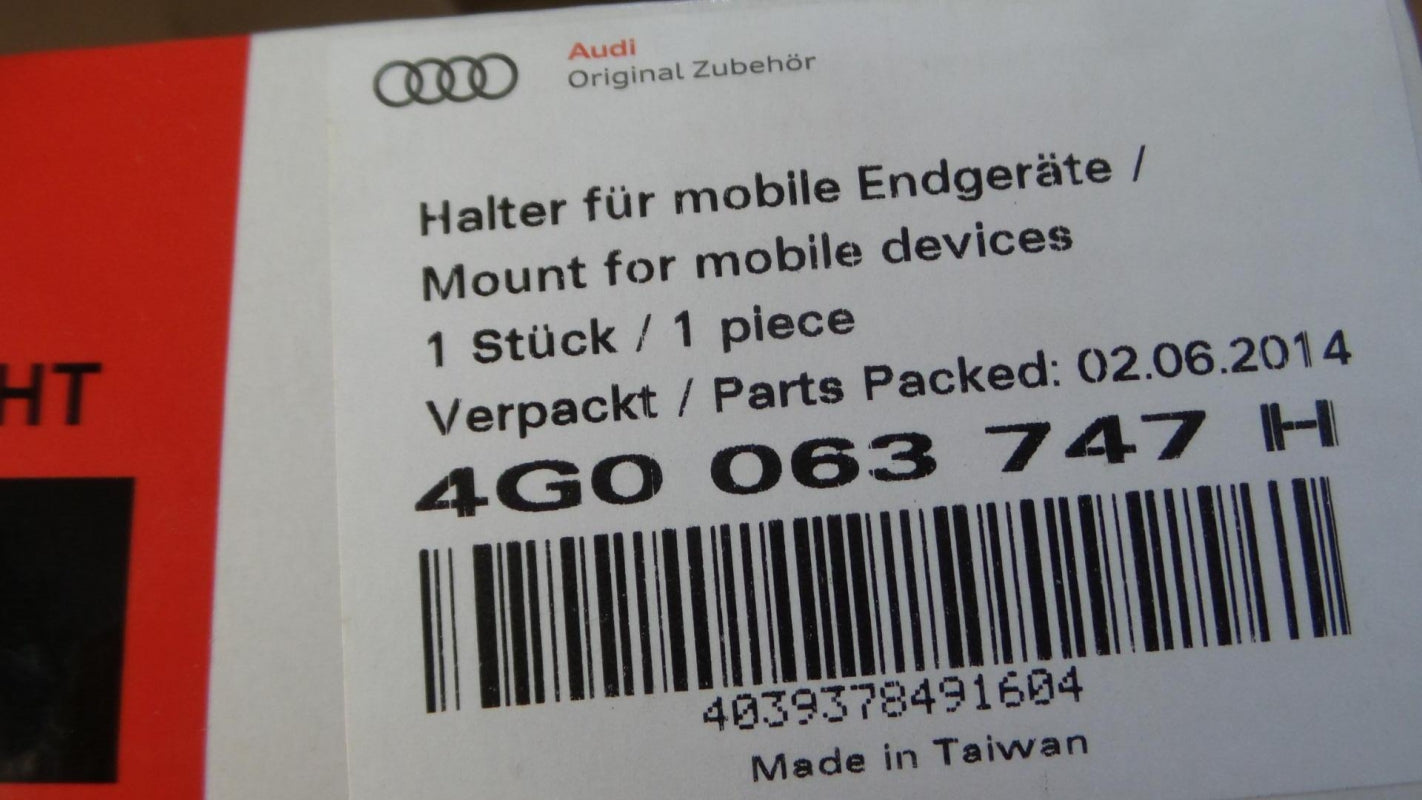 Audi
Original Zubehör
Halter für mobile Endgeräte /
Mount for mobile devices
1 Stück / 1 piece
Verpackt / Parts Packed: 02.06.2014
4G0 063 747 H
4039378491604
Made in Taiwan
HT